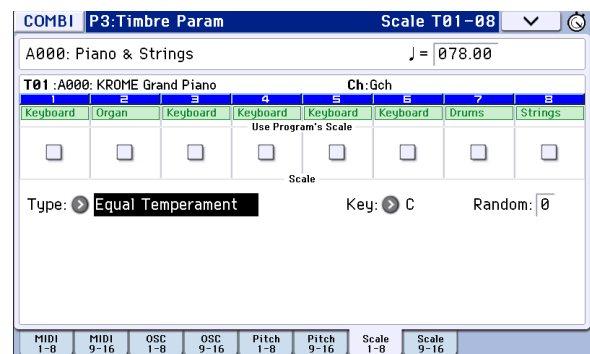 COMBI P3:Timbre Param Scale T01-08
A000: Piano & Strings ♩= 078.00
T01 :A000: KROME Grand Piano Ch:Gch
1 2 3 4 5 6 7 8
Keyboard Organ Keyboard Keyboard Keyboard Keyboard Drums Strings
Use Program's Scale
Scale
Type: Equal Temperament Key: C Random: 0
MIDI 1-8 MIDI 9-16 OSC 1-8 OSC 9-16 Pitch 1-8 Pitch 9-16 Scale 1-8 Scale 9-16